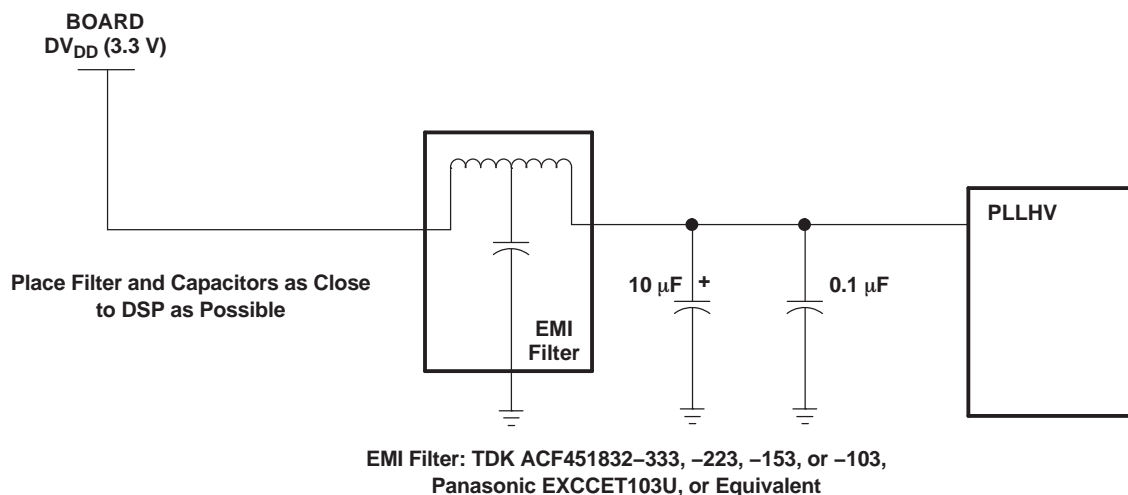 BOARD
DVDD (3.3 V)
PLLHV
Place Filter and Capacitors as Close
to DSP as Possible
10 μF
+
0.1 μF
EMI
Filter
EMI Filter: TDK ACF451832–333, –223, –153, or –103,
Panasonic EXCCET103U, or Equivalent